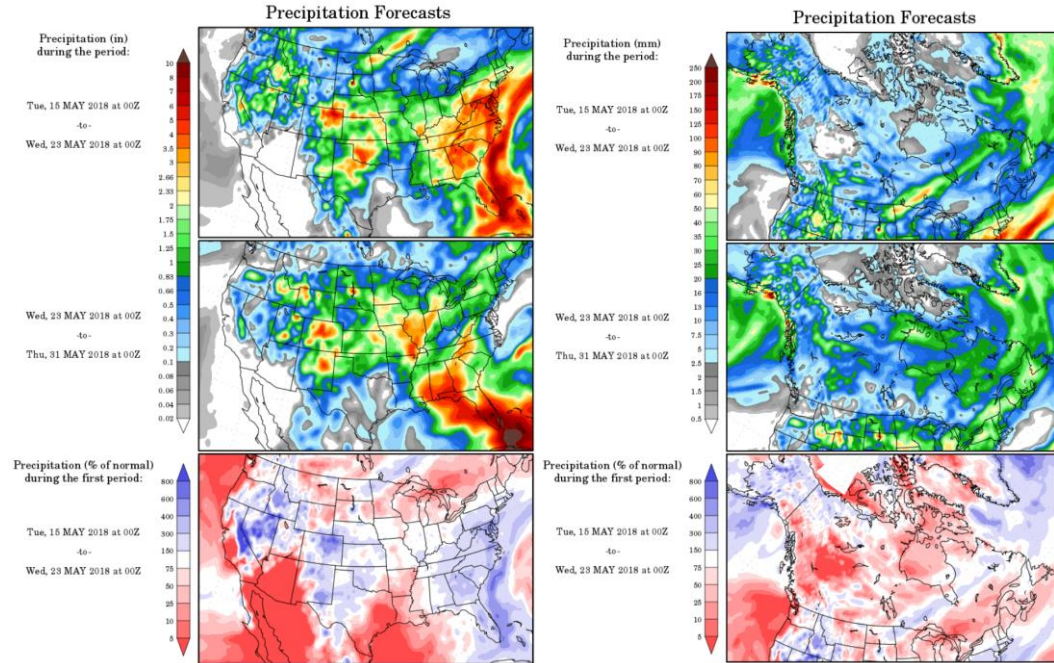 Precipitation Forecasts
Precipitation (in)
during the period:
Tue, 15 MAY 2018 at 00Z
-to-
Wed, 23 MAY 2018 at 00Z
10
8
7
6
5
4
3.5
3
2.66
2.33
2
1.75
1.5
1.25
1
0.83
0.66
0.5
0.4
0.3
0.2
0.1
0.08
0.06
0.04
0.02
Wed, 23 MAY 2018 at 00Z
-to-
Thu, 31 MAY 2018 at 00Z
Precipitation (% of normal)
during the first period:
Tue, 15 MAY 2018 at 00Z
-to-
Wed, 23 MAY 2018 at 00Z
800
600
400
300
150
75
50
25
10
5
Precipitation Forecasts
Precipitation (mm)
during the period:
Tue, 15 MAY 2018 at 00Z
-to-
Wed, 23 MAY 2018 at 00Z
250
200
175
150
125
105
90
80
70
60
50
40
35
30
25
20
16
13
10
7.5
5
2.5
2
1.5
1
0.5
Wed, 23 MAY 2018 at 00Z
-to-
Thu, 31 MAY 2018 at 00Z
Precipitation (% of normal)
during the first period:
Tue, 15 MAY 2018 at 00Z
-to-
Wed, 23 MAY 2018 at 00Z
800
600
400
300
150
75
50
25
10
5